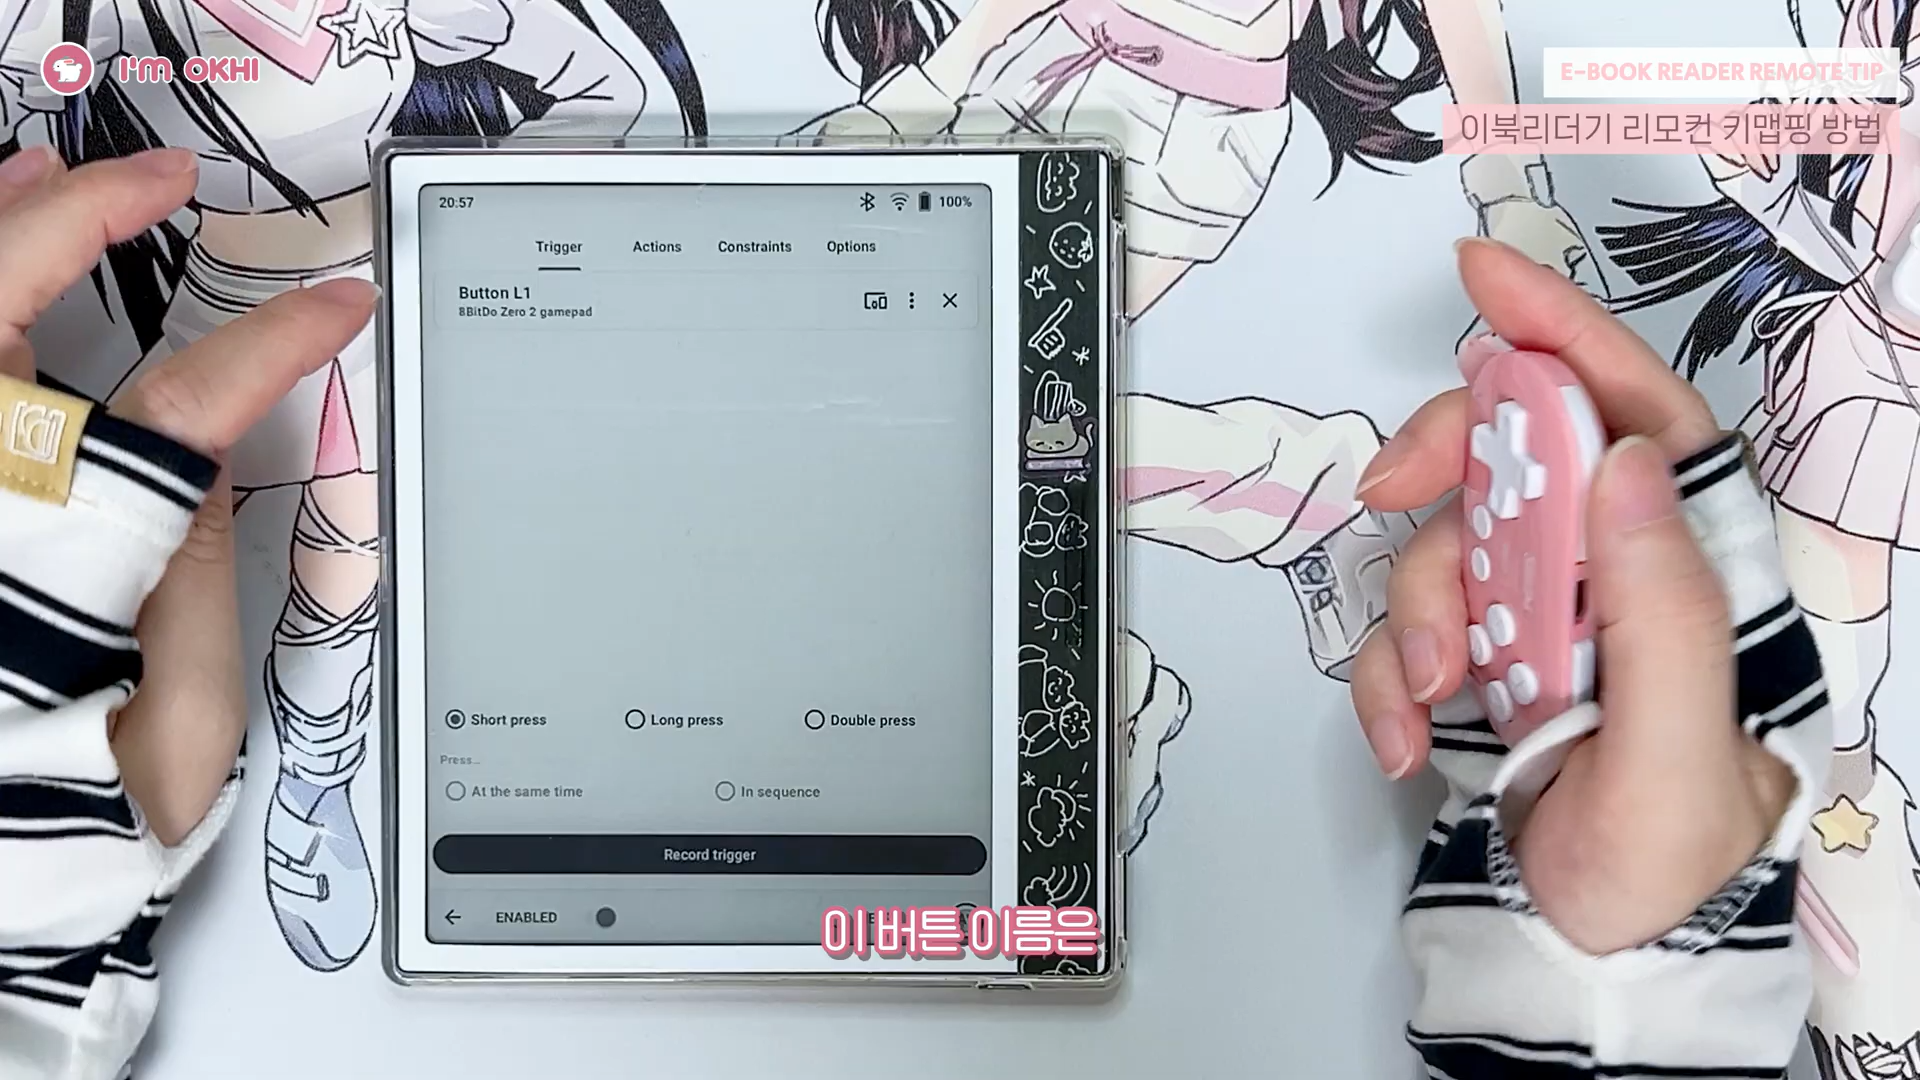 I'M OKHI
E-BOOK READER REMOTE TIP
이북리더기 리모컨 키맵핑 방법
20:57
100%
Trigger
Actions
Constraints
Options
Button L1
8BitDo Zero 2 gamepad
Short press
Long press
Double press
Press...
At the same time
In sequence
Record trigger
ENABLED
이 버튼 이름은